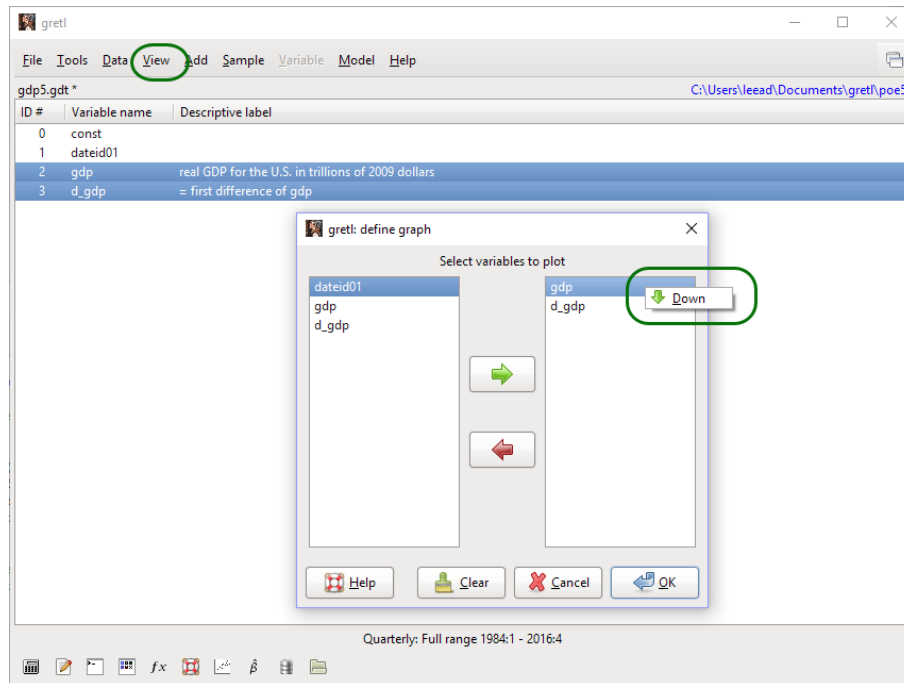 gretl
File Tools Data View Add Sample Variable Model Help
gdp5.gdt * C:\Users\leead\Documents\gretl\poe5
ID # Variable name Descriptive label
0 const
1 dateid01
2 gdp real GDP for the U.S. in trillions of 2009 dollars
3 d_gdp = first difference of gdp
gretl: define graph
Select variables to plot
dateid01 gdp Down
gdp d_gdp
d_gdp
Help Clear Cancel OK
Quarterly: Full range 1984:1 - 2016:4
fx β̂